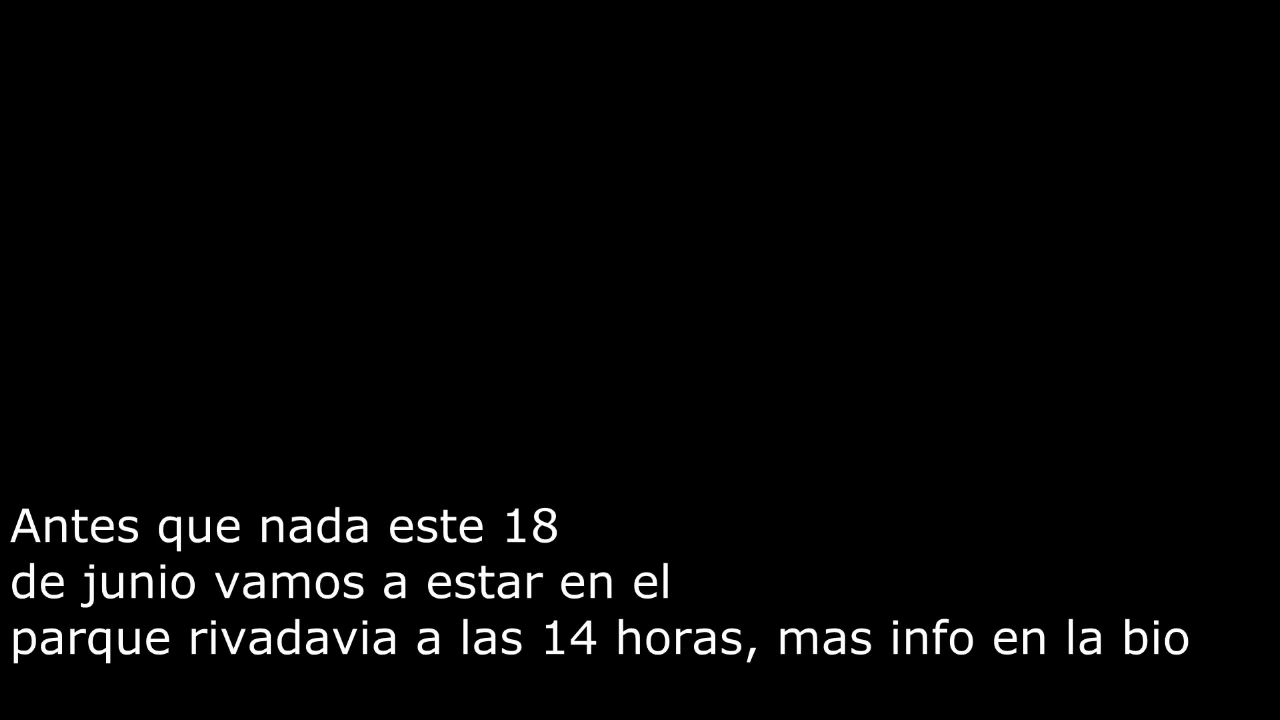 Antes que nada este 18
de junio vamos a estar en el
parque rivadavia a las 14 horas, mas info en la bio